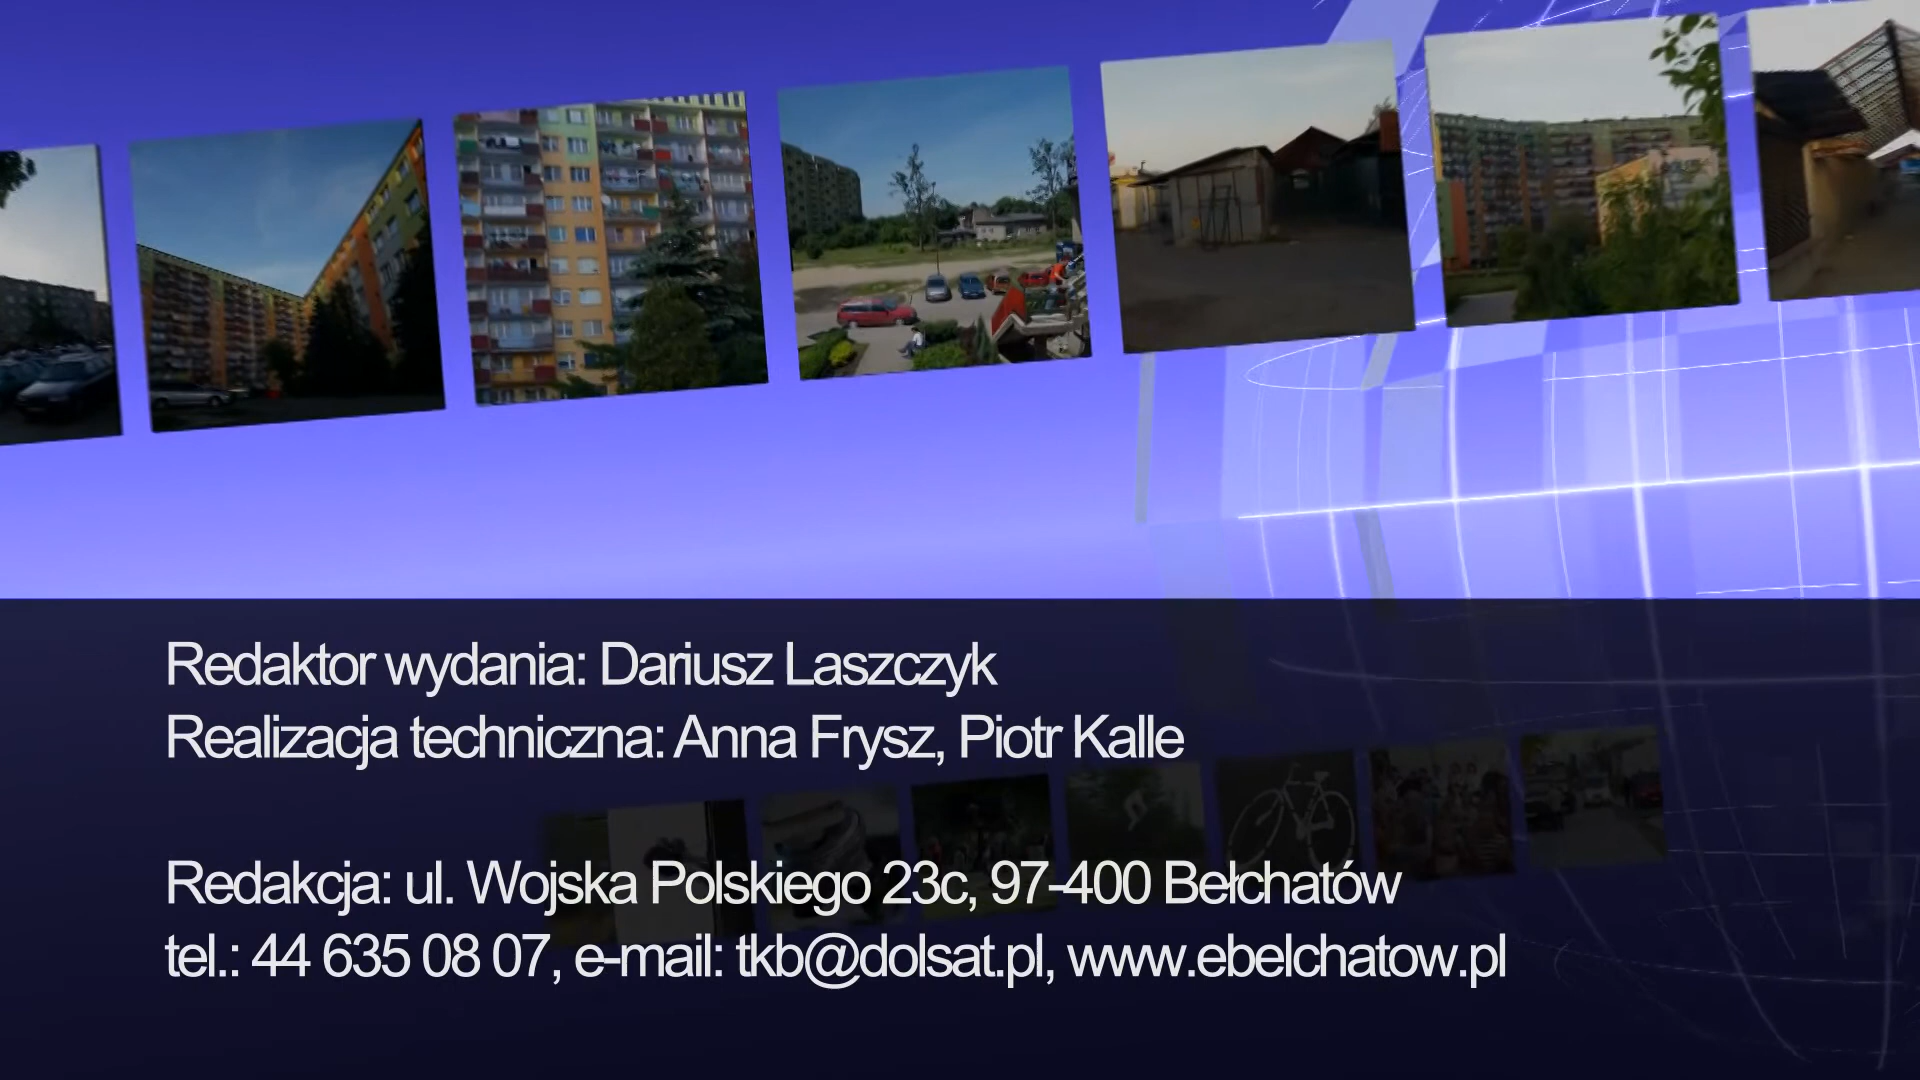 Redaktor wydania: Dariusz Laszczyk
Realizacja techniczna: Anna Frysz, Piotr Kalle
Redakcja: ul. Wojska Polskiego 23c, 97-400 Bełchatów
tel.: 44 635 08 07, e-mail: tkb@dolsat.pl, www.ebelchatow.pl